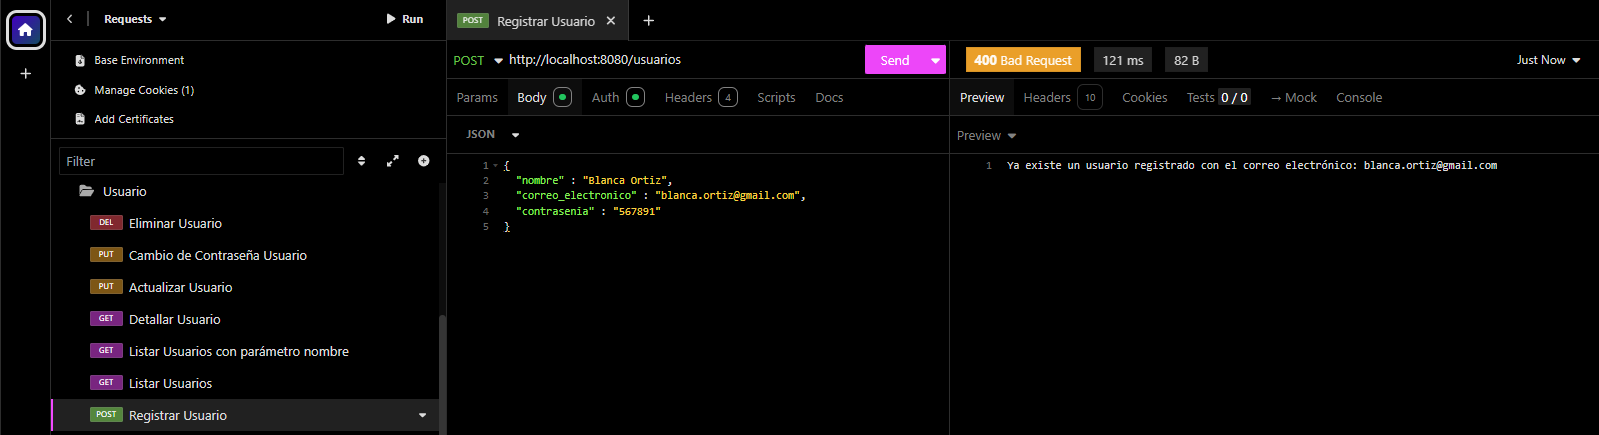 Requests
Run
Base Environment
Manage Cookies (1)
Add Certificates
Filter
Usuario
DEL Eliminar Usuario
PUT Cambio de Contraseña Usuario
PUT Actualizar Usuario
GET Detallar Usuario
GET Listar Usuarios con parámetro nombre
GET Listar Usuarios
POST Registrar Usuario
POST Registrar Usuario
POST http://localhost:8080/usuarios Send
Params Body Auth Headers 4 Scripts Docs
JSON
1 {
2 "nombre" : "Blanca Ortiz",
3 "correo_electronico" : "blanca.ortiz@gmail.com",
4 "contrasenia" : "567891"
5 }
400 Bad Request 121 ms 82 B Just Now
Preview Headers 10 Cookies Tests 0 / 0 → Mock Console
Preview
1 Ya existe un usuario registrado con el correo electrónico: blanca.ortiz@gmail.com